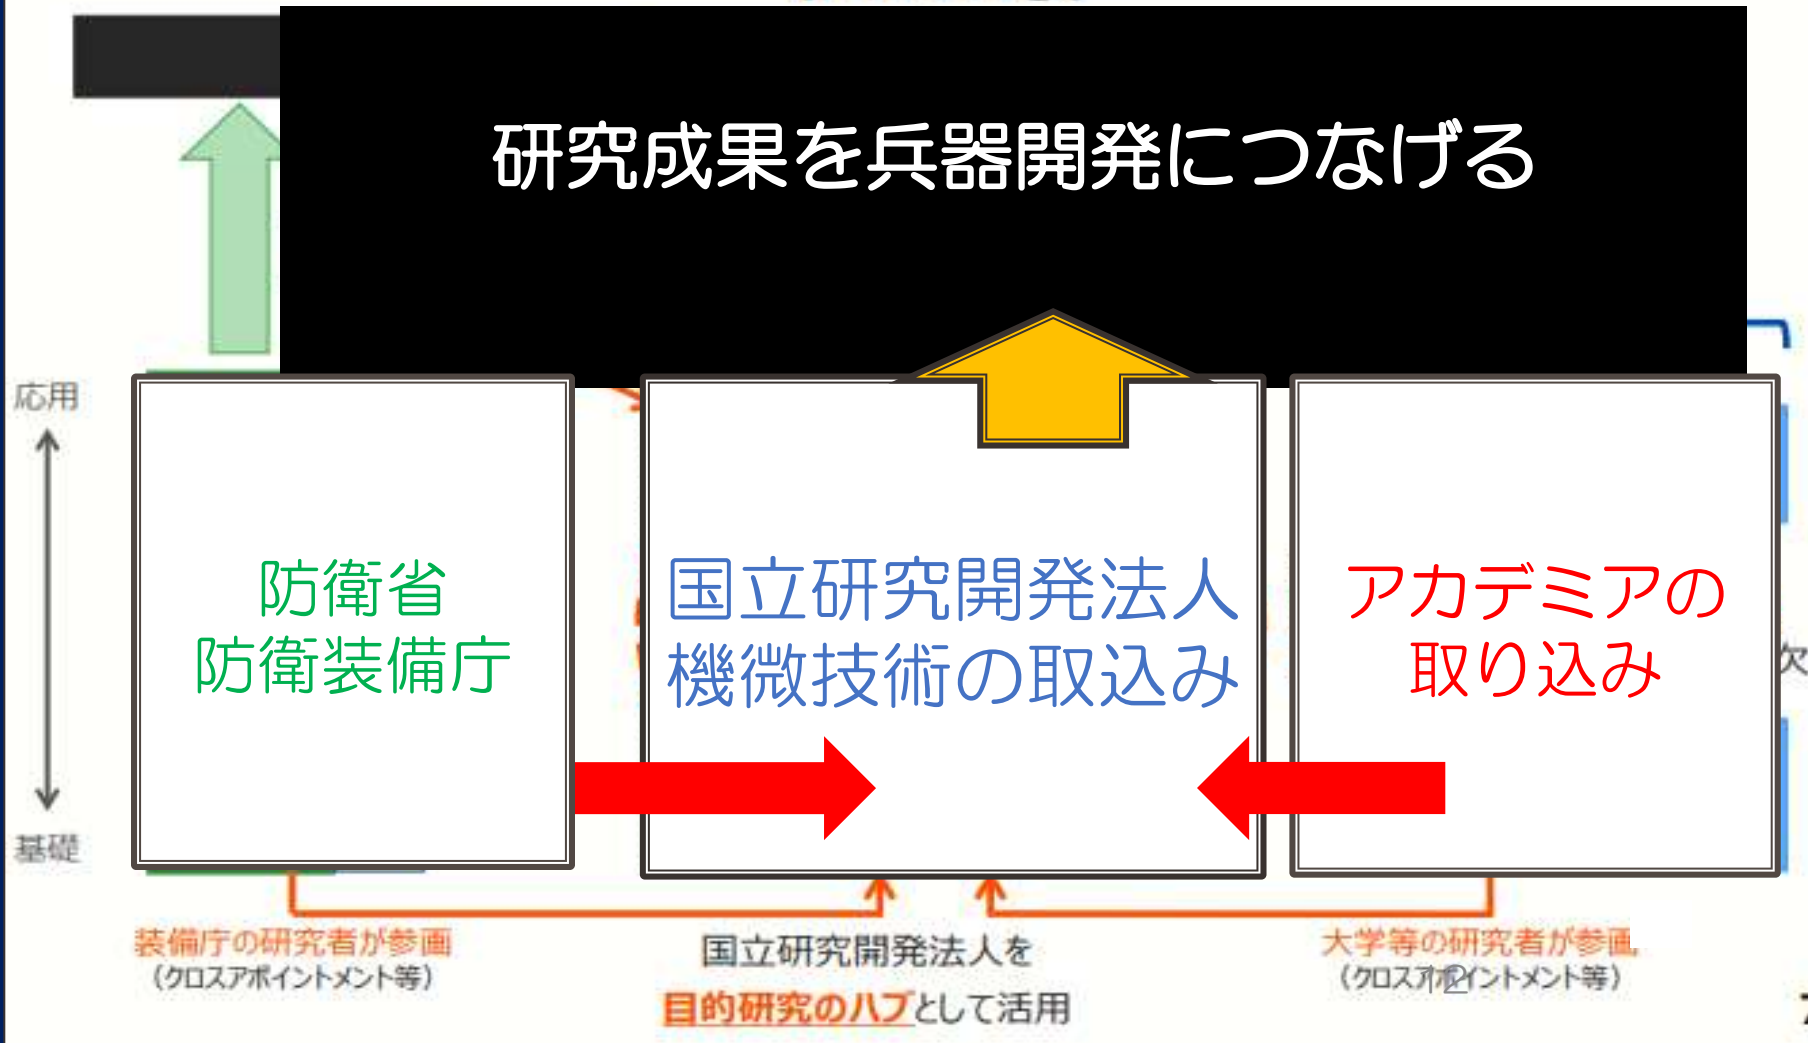 研究成果を兵器開発につなげる
応用
基礎
防衛省
防衛装備庁
国立研究開発法人
機微技術の取込み
アカデミアの
取り込み
欠
装備庁の研究者が参画
(クロスアポイントメント等)
国立研究開発法人を
目的研究のハブとして活用
大学等の研究者が参画
(クロスアポイントメント等)
12